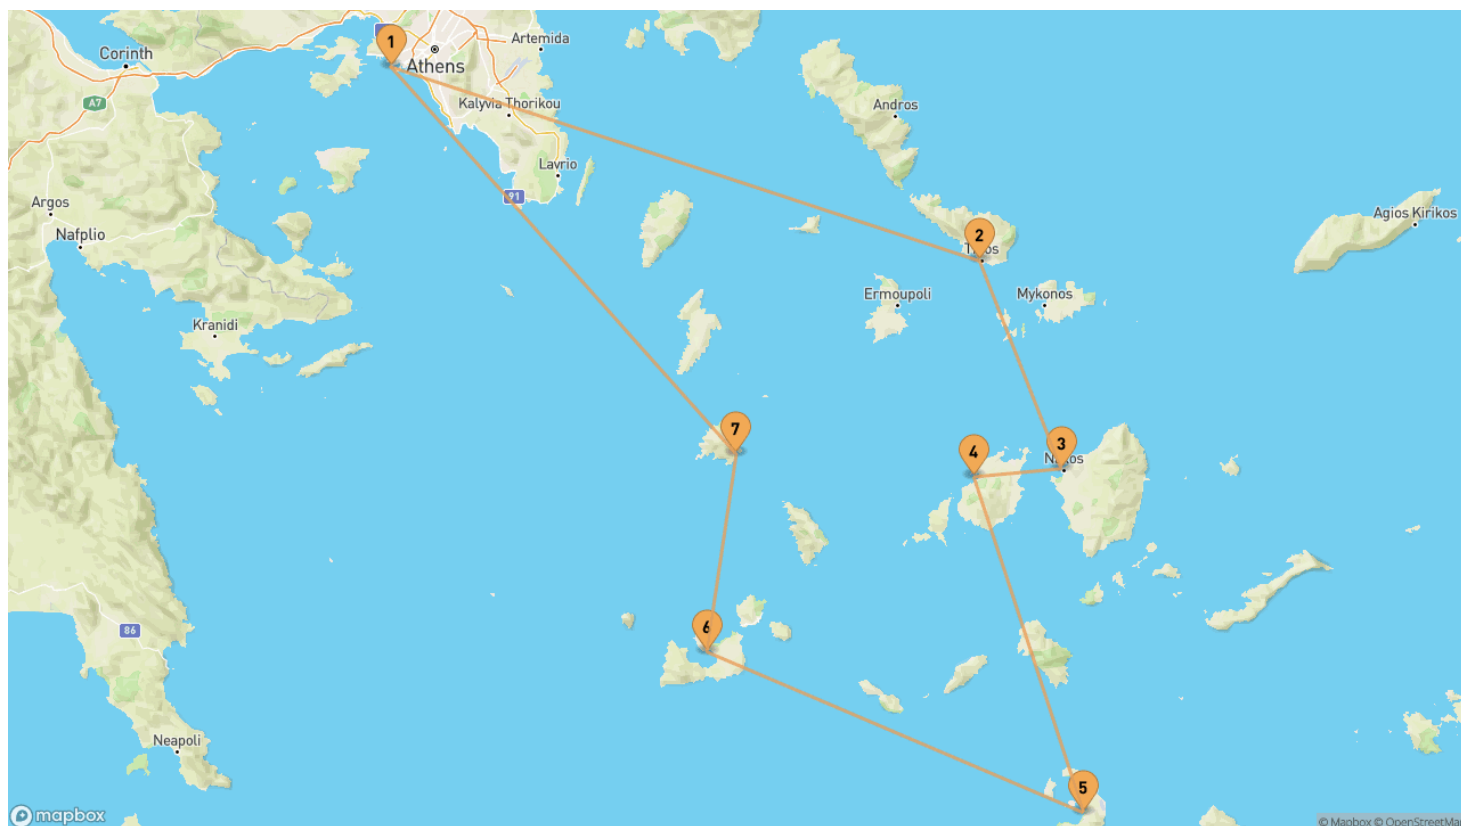 Corinth
1
Athens
Artemida
A7
Kalyvia Thorikou
Andros
Lavrio
91
Argos
Nafplio
Agios Kirikos
2
Ermoupoli
Mykonos
Kranidi
7
4
3
6
86
Neapoli
5
mapbox
© Mapbox © OpenStreetMap